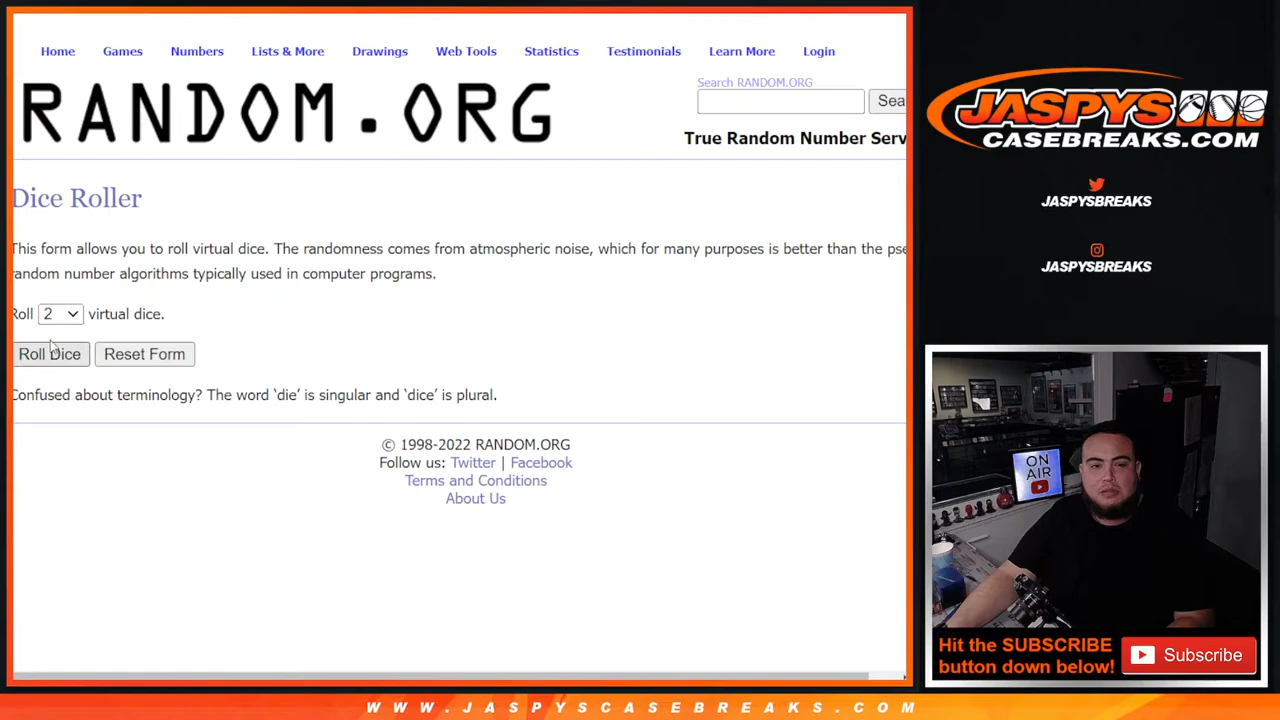 Home Games Numbers Lists & More Drawings Web Tools Statistics Testimonials Learn More Login
RANDOM.ORG
Search RANDOM.ORG
Sea
True Random Number Serv
Dice Roller
This form allows you to roll virtual dice. The randomness comes from atmospheric noise, which for many purposes is better than the pse
random number algorithms typically used in computer programs.
Roll 2 virtual dice.
Roll Dice Reset Form
Confused about terminology? The word ‘die’ is singular and ‘dice’ is plural.
© 1998-2022 RANDOM.ORG
Follow us: Twitter | Facebook
Terms and Conditions
About Us
JASPYS
CASEBREAKS.COM
JASPYSBREAKS
JASPYSBREAKS
ON
AIR
Hit the SUBSCRIBE
button down below!
Subscribe
WWW.JASPYSCASEBREAKS.COM